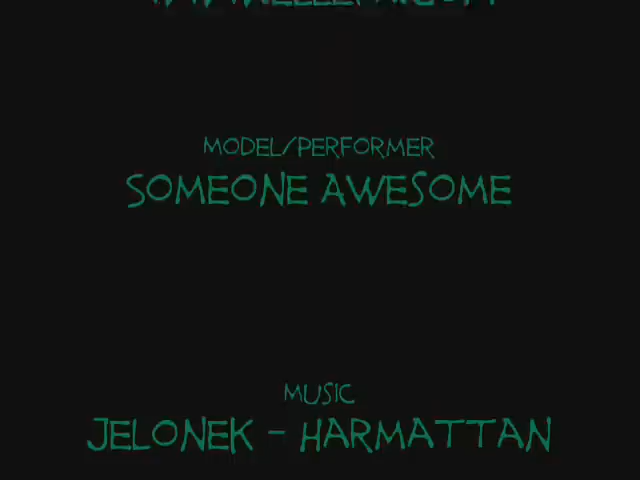 MODEL/PERFORMER
SOMEONE AWESOME
MUSIC
JELONEK - HARMATTAN